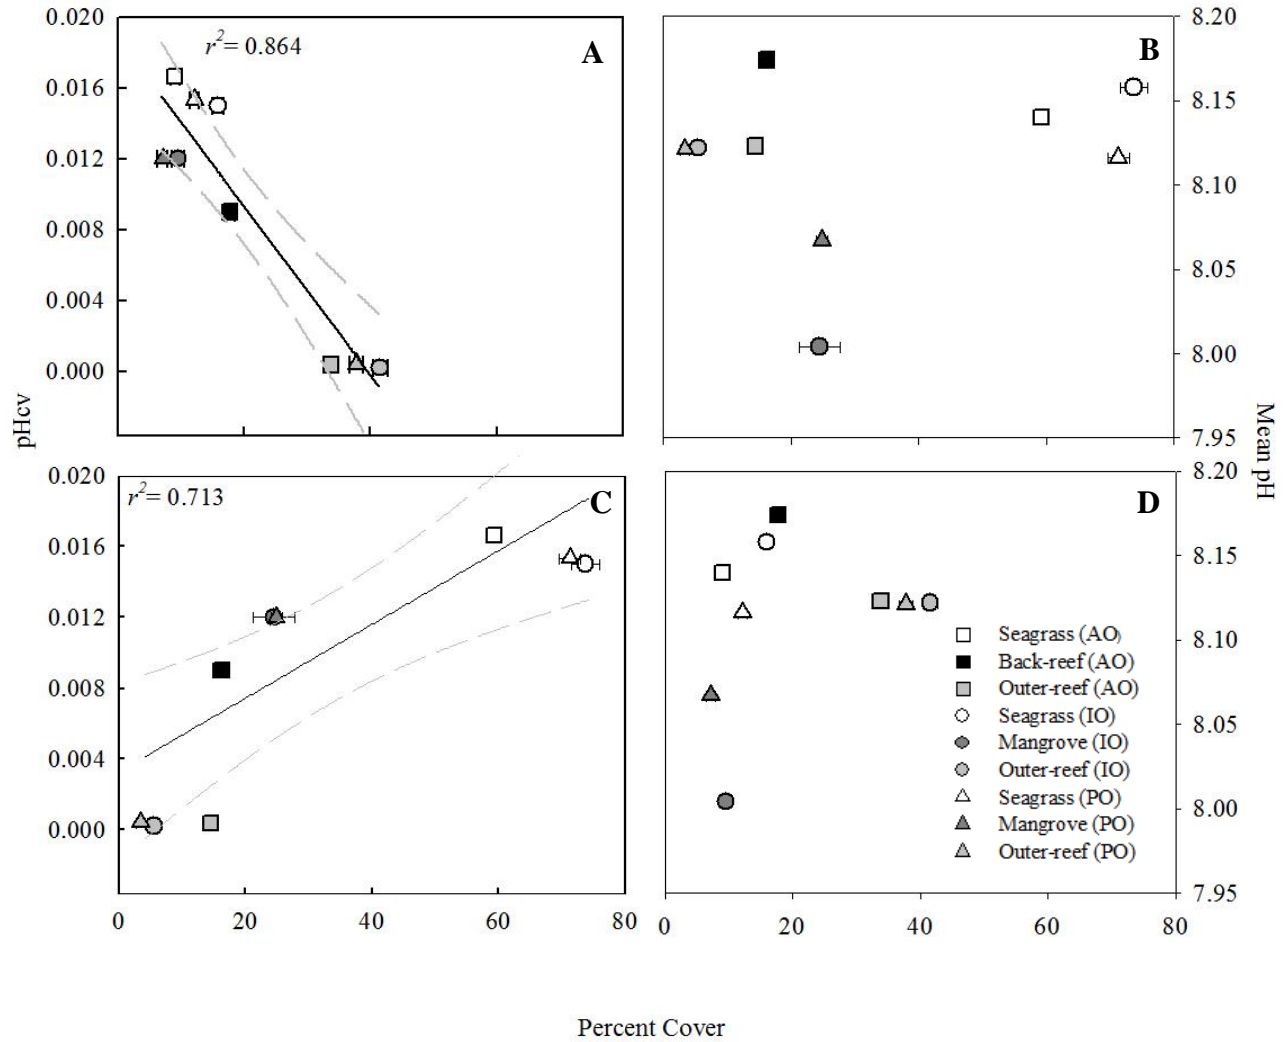 0.020
0.016
0.012
0.008
0.004
0.000
r²= 0.864
A
B
8.20
8.15
8.10
8.05
8.00
7.95
pHcv
Mean pH
0.020
0.016
0.012
0.008
0.004
0.000
r²= 0.713
C
0 20 40 60 80
D
8.20
8.15
8.10
8.05
8.00
7.95
Seagrass (AO)
Back-reef (AO)
Outer-reef (AO)
Seagrass (IO)
Mangrove (IO)
Outer-reef (IO)
Seagrass (PO)
Mangrove (PO)
Outer-reef (PO)
0 20 40 60 80
Percent Cover